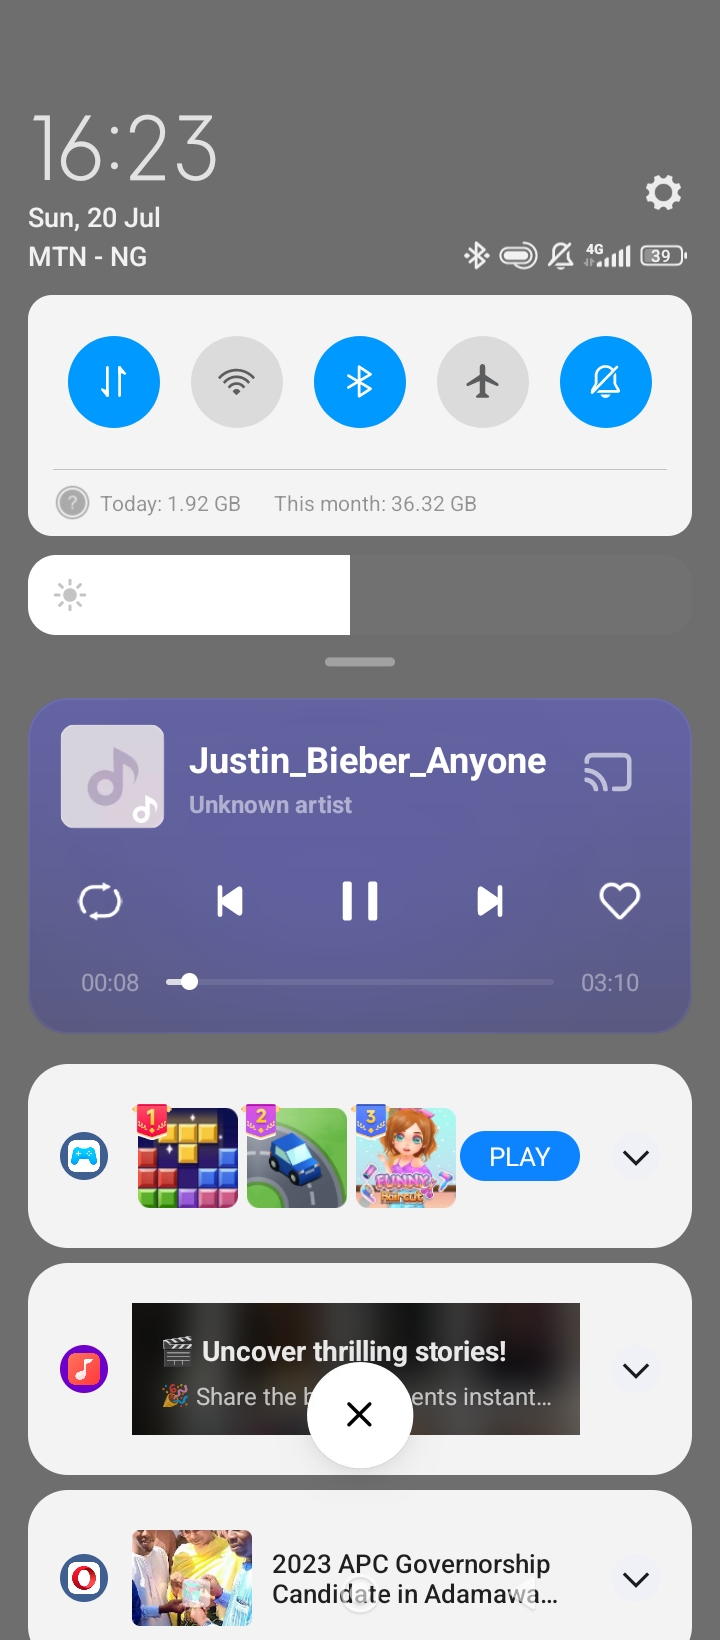 16:23
Sun, 20 Jul
MTN - NG
4G
39
Today: 1.92 GB This month: 36.32 GB
Justin_Bieber_Anyone
Unknown artist
00:08 03:10
1 2 3
FUNNY
Haircut
PLAY
Uncover thrilling stories!
Share the b ents instant...
2023 APC Governorship
Candidate in Adamawa...